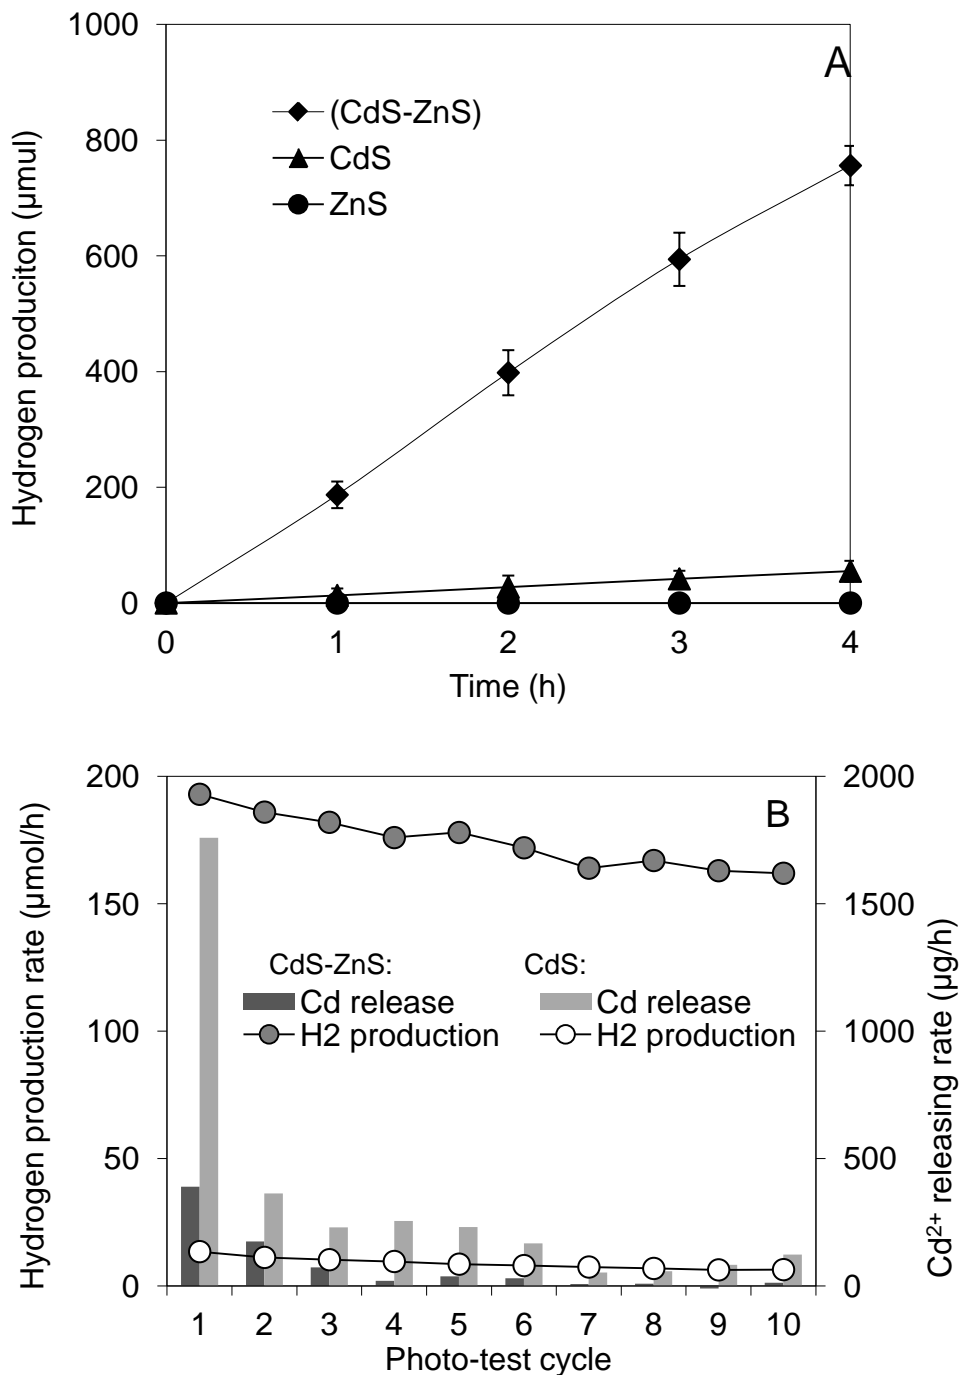 1000
A
(CdS-ZnS)
CdS
ZnS
800
600
400
200
0
Hydrogen produciton (μmul)
0 1 2 3 4
Time (h)
200
150
100
50
0
Hydrogen production rate (μmol/h)
B
CdS-ZnS: CdS:
Cd release Cd release
H2 production H2 production
2000
1500
1000
500
0
Cd²⁺ releasing rate (μg/h)
1 2 3 4 5 6 7 8 9 10
Photo-test cycle